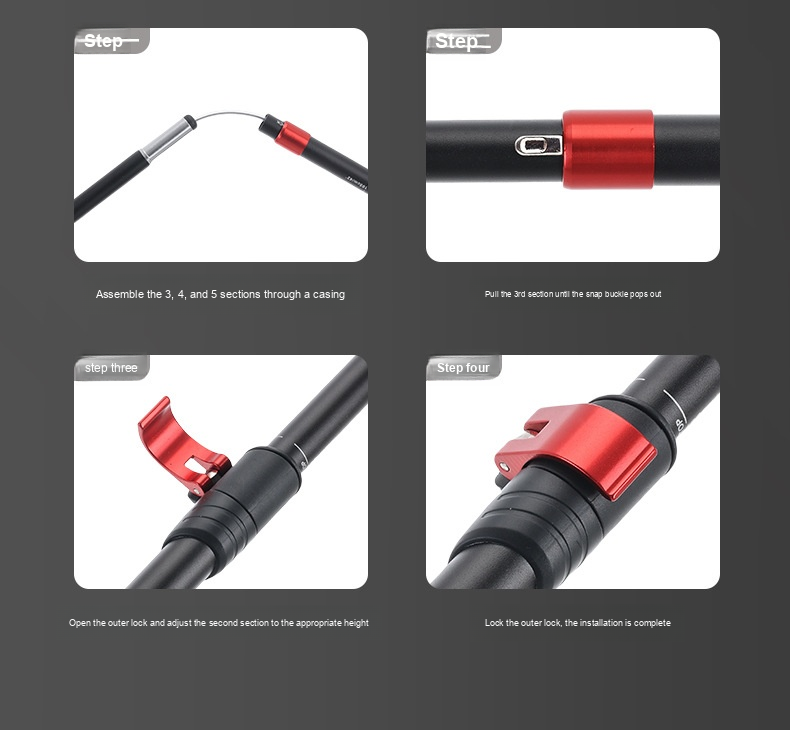 Step
Step
Assemble the 3, 4, and 5 sections through a casing
Pull the 3rd section until the snap buckle pops out
step three
Step four
Open the outer lock and adjust the second section to the appropriate height
Lock the outer lock, the installation is complete